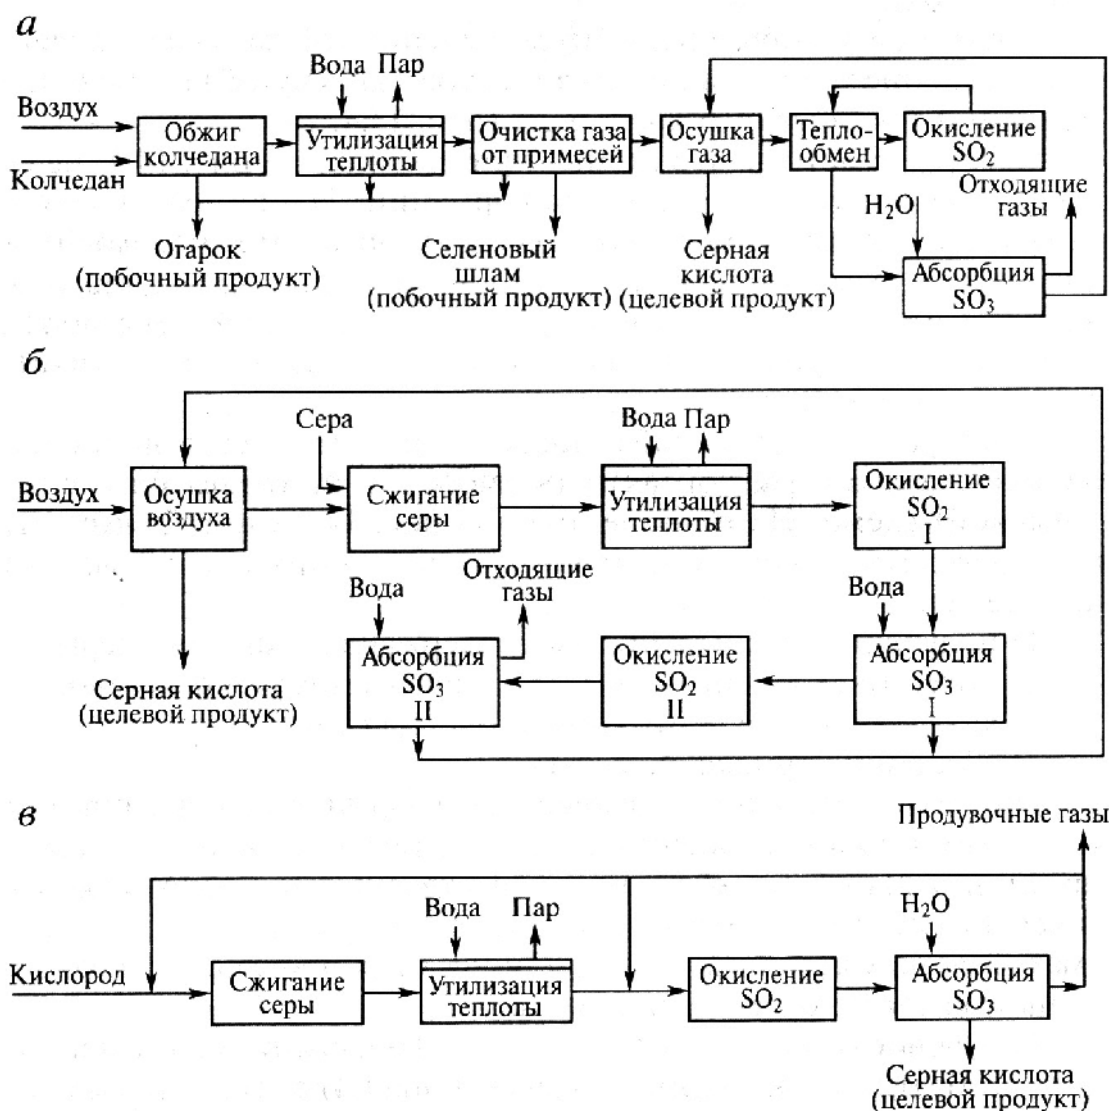 а
Вода Пар
Воздух
Колчедан
Обжиг
колчедана
Утилизация
теплоты
Очистка газа
от примесей
Осушка
газа
Тепло-
обмен
Окисление
SO2
H2O
Отходящие
газы
Огарок
(побочный продукт)
Селеновый
шлам
(побочный продукт)
Серная
кислота
(целевой продукт)
Абсорбция
SO3
б
Сера
Вода Пар
Воздух
Осушка
воздуха
Сжигание
серы
Утилизация
теплоты
Окисление
SO2
I
Отходящие
газы
Вода
Вода
Серная кислота
(целевой продукт)
Абсорбция
SO3
II
Окисление
SO2
II
Абсорбция
SO3
I
в
Продувочные газы
Вода Пар
H2O
Кислород
Сжигание
серы
Утилизация
теплоты
Окисление
SO2
Абсорбция
SO3
Серная кислота
(целевой продукт)